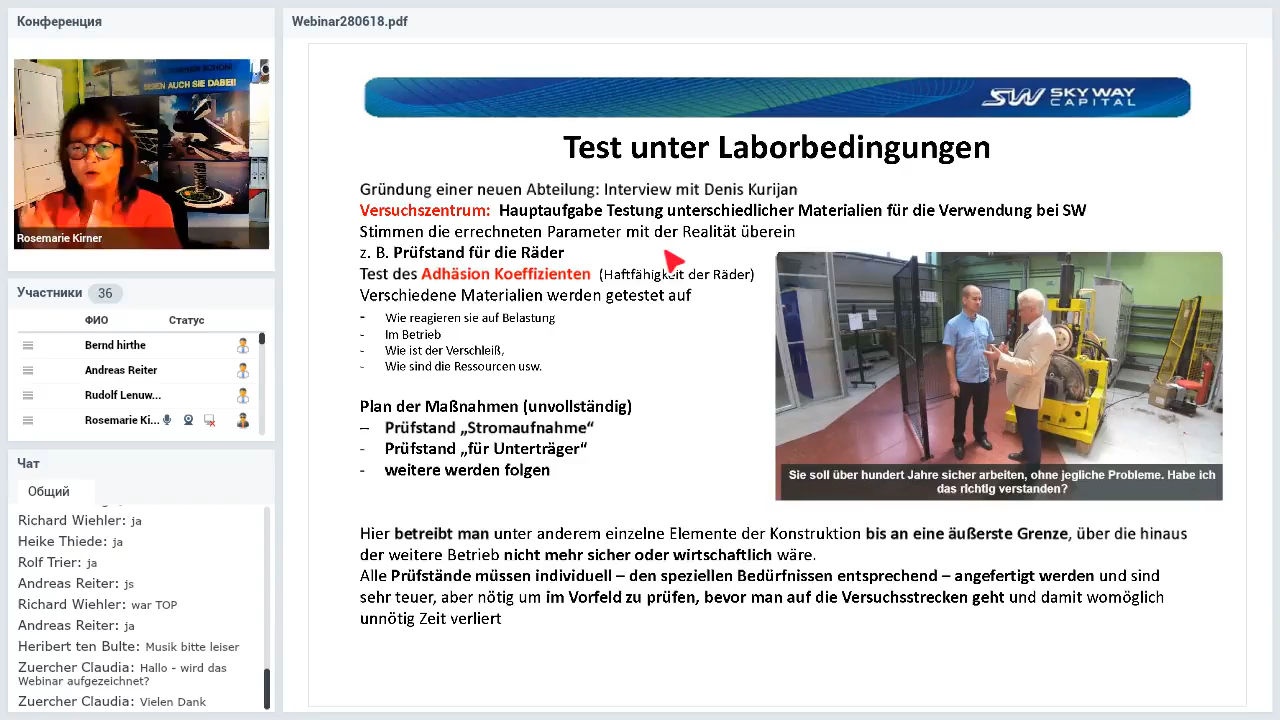 Конференция
SEIEN AUCH SIE DABEI!
Rosemarie Kirner
Участники 36
ФИО Статус
Bernd hirthe
Andreas Reiter
Rudolf Lenuw...
Rosemarie Ki...
Чат
Общий
Richard Wiehler: ja
Heike Thiede: ja
Rolf Trier: ja
Andreas Reiter: js
Richard Wiehler: war TOP
Andreas Reiter: ja
Heribert ten Bulte: Musik bitte leiser
Zuercher Claudia: Hallo - wird das
Webinar aufgezeichnet?
Zuercher Claudia: Vielen Dank
Webinar280618.pdf
SW SKY WAY
CAPITAL
Test unter Laborbedingungen
Gründung einer neuen Abteilung: Interview mit Denis Kurijan
Versuchszentrum: Hauptaufgabe Testung unterschiedlicher Materialien für die Verwendung bei SW
Stimmen die errechneten Parameter mit der Realität überein
z. B. Prüfstand für die Räder
Test des Adhäsion Koeffizienten (Haftfähigkeit der Räder)
Verschiedene Materialien werden getestet auf
- Wie reagieren sie auf Belastung
- Im Betrieb
- Wie ist der Verschleiß,
- Wie sind die Ressourcen usw.
Plan der Maßnahmen (unvollständig)
– Prüfstand „Stromaufnahme“
- Prüfstand „für Unterträger“
- weitere werden folgen
Sie soll über hundert Jahre sicher arbeiten, ohne jegliche Probleme. Habe ich
das richtig verstanden?
Hier betreibt man unter anderem einzelne Elemente der Konstruktion bis an eine äußerste Grenze, über die hinaus
der weitere Betrieb nicht mehr sicher oder wirtschaftlich wäre.
Alle Prüfstände müssen individuell – den speziellen Bedürfnissen entsprechend – angefertigt werden und sind
sehr teuer, aber nötig um im Vorfeld zu prüfen, bevor man auf die Versuchsstrecken geht und damit womöglich
unnötig Zeit verliert